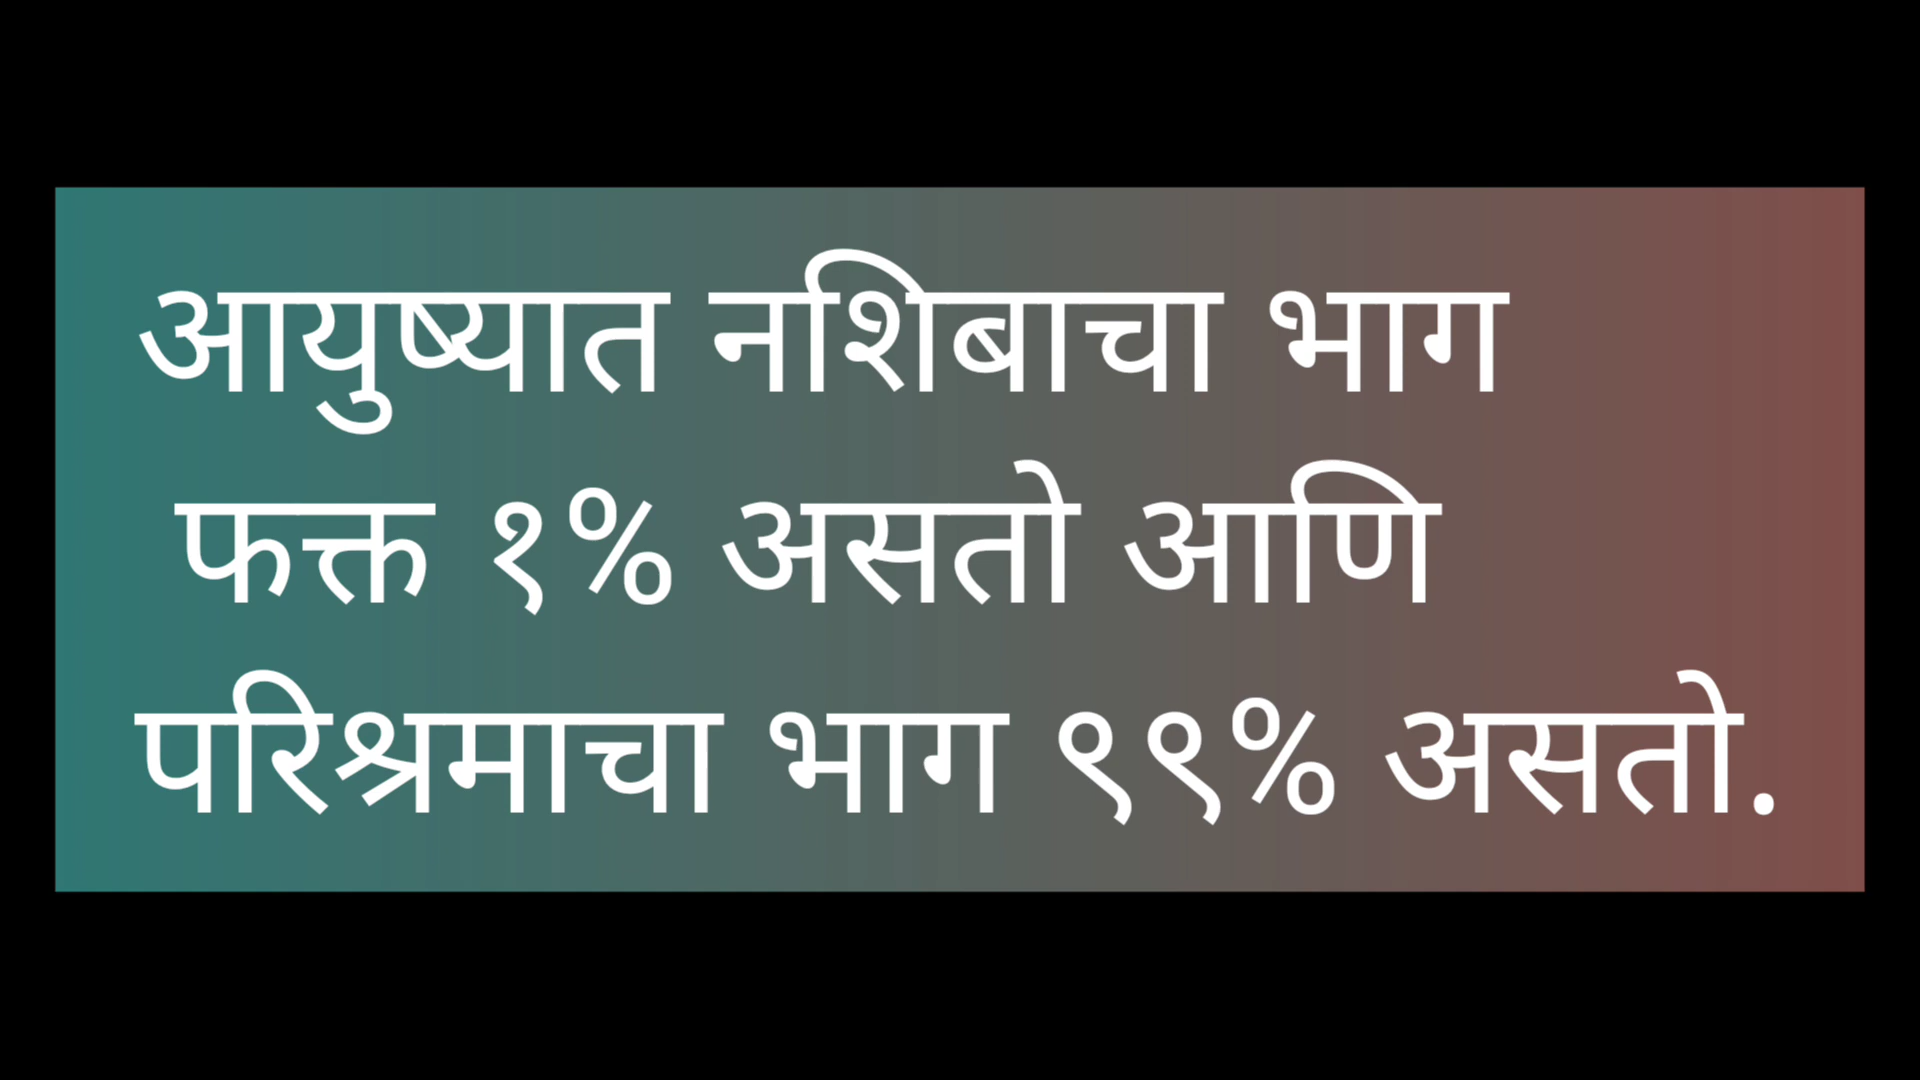 आयुष्यात नशिबाचा भाग
फक्त १% असतो आणि
परिश्रमाचा भाग ९९% असतो.